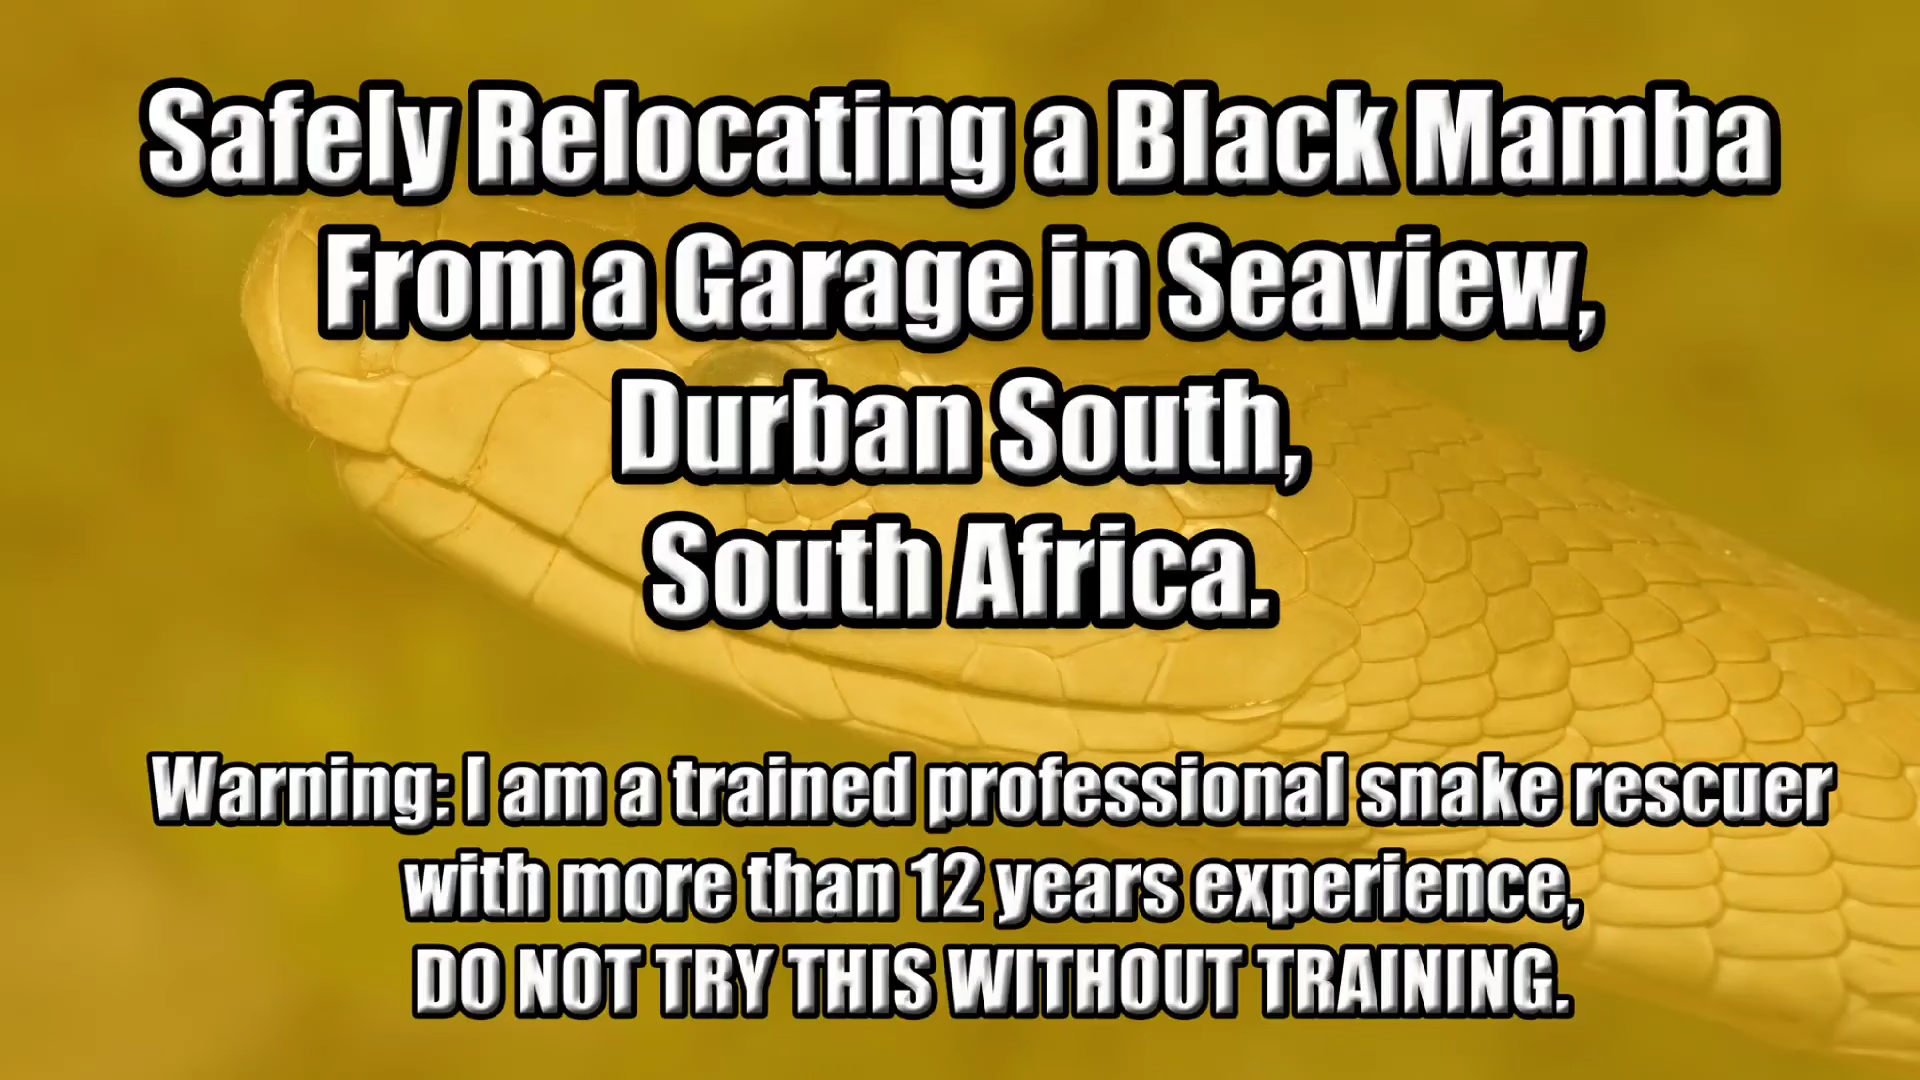 Safely Relocating a Black Mamba
From a Garage in Seaview,
Durban South,
South Africa.
Warning: I am a trained professional snake rescuer
with more than 12 years experience,
DO NOT TRY THIS WITHOUT TRAINING.